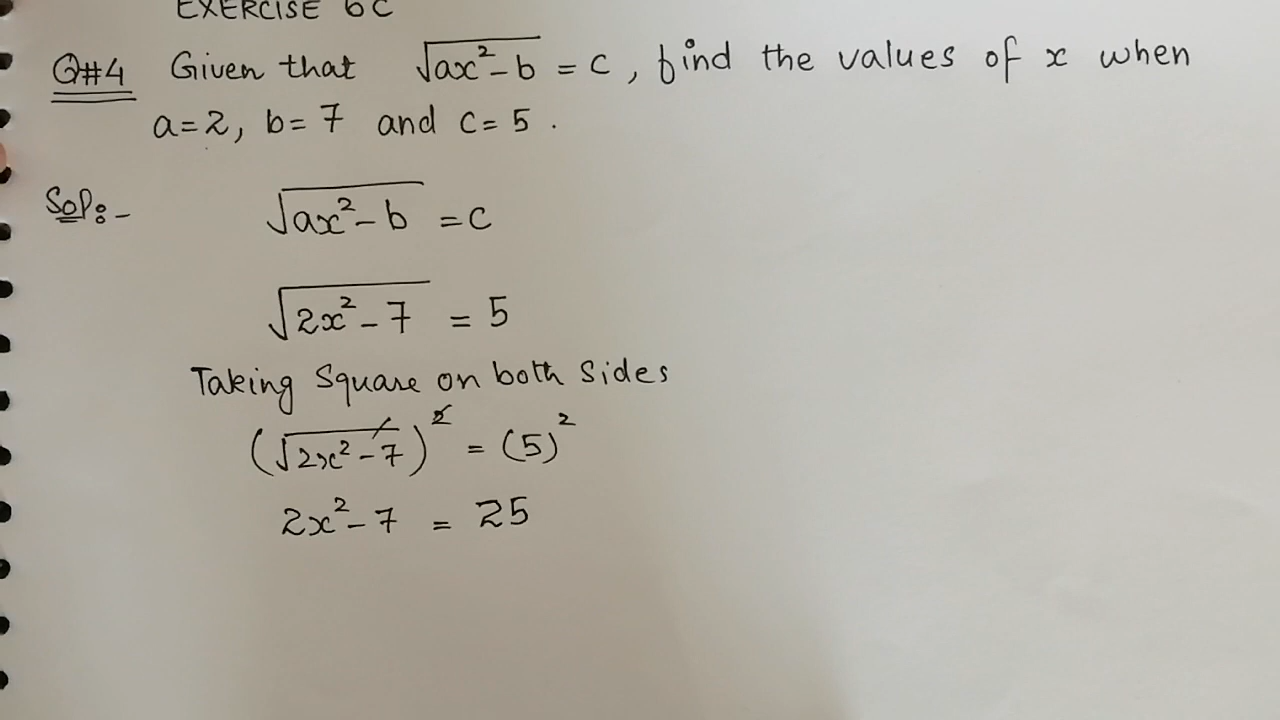 EXERCISE 6C
Q#4 Given that √(ax²-b) = c, find the values of x when
a=2, b=7 and c=5.
Sol:-
√(ax²-b) = c
√(2x²-7) = 5
Taking Square on both sides
(√(2x²-7))² = (5)²
2x²-7 = 25